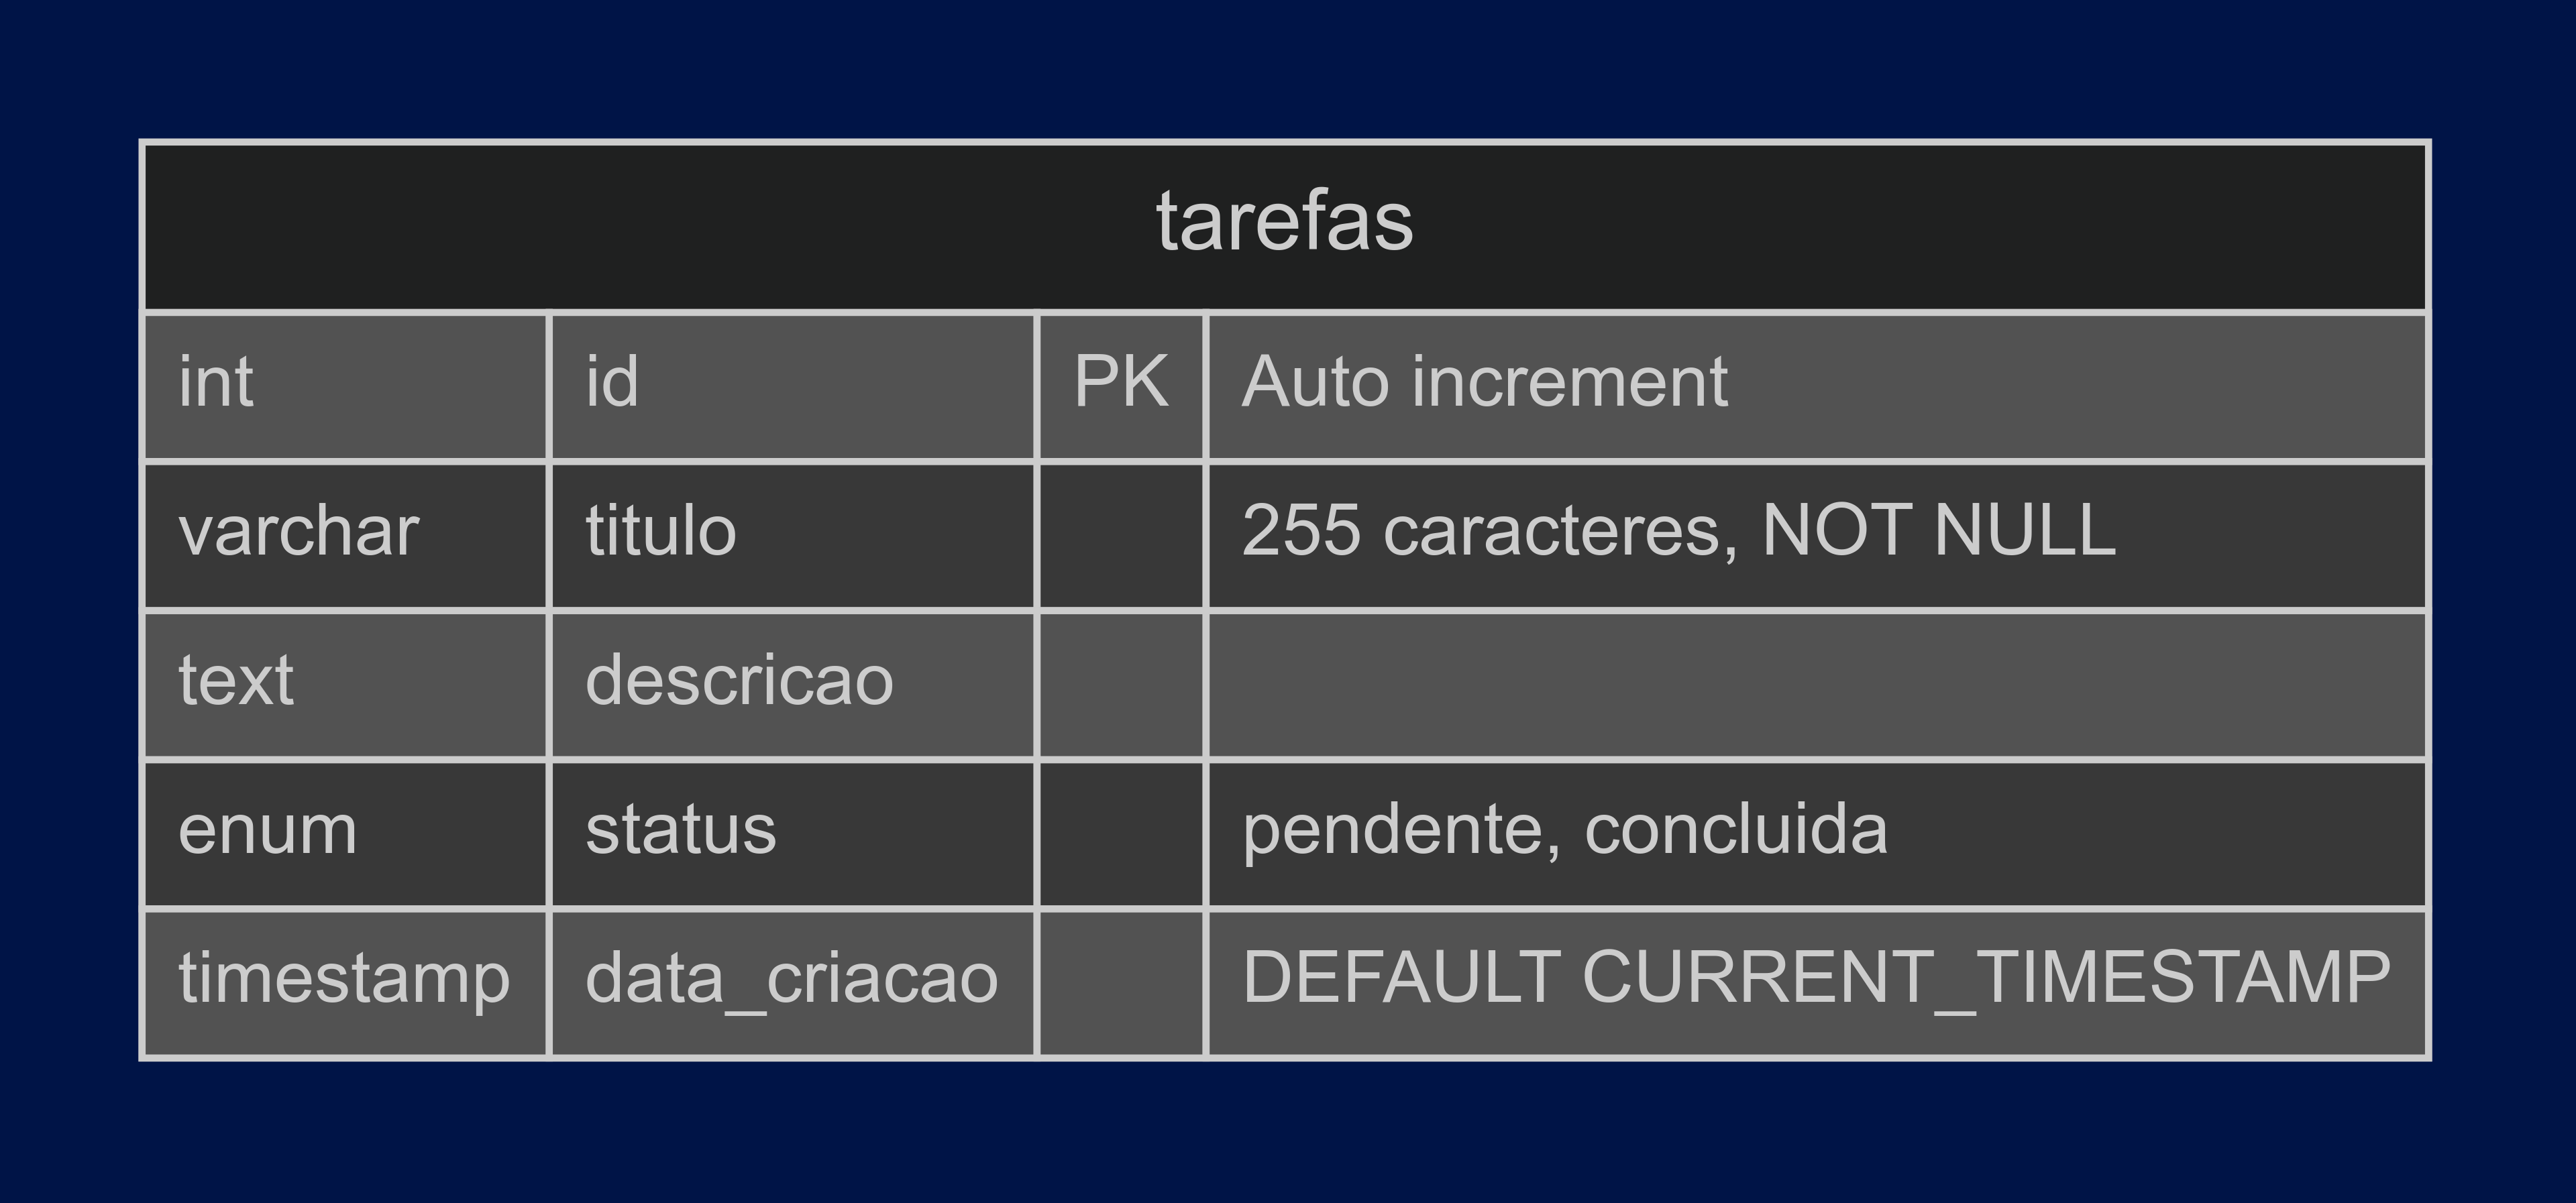 tarefas
int id PK Auto increment
varchar titulo 255 caracteres, NOT NULL
text descricao
enum status pendente, concluida
timestamp data_criacao DEFAULT CURRENT_TIMESTAMP